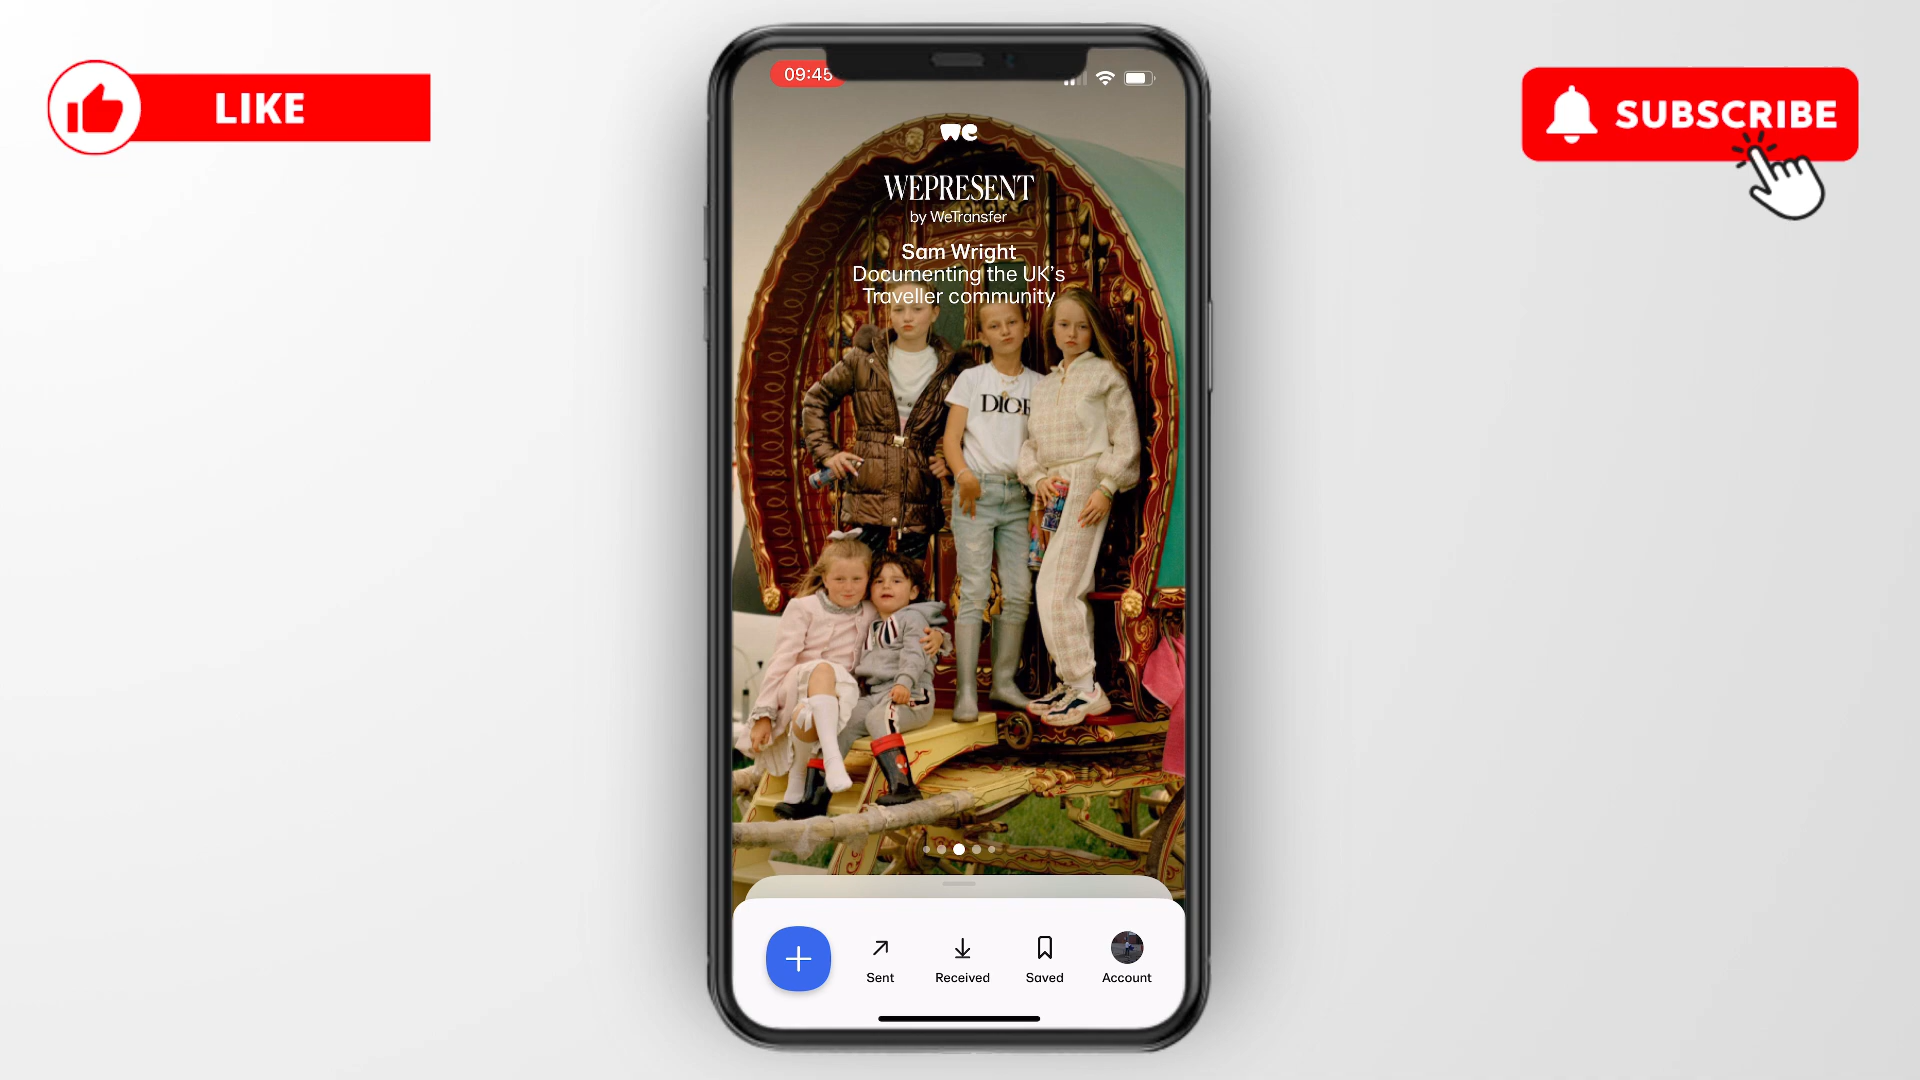 LIKE
SUBSCRIBE
09:45
we
WEPRESENT
by WeTransfer
Sam Wright
Documenting the UK's
Traveller community
DIOR
Sent
Received
Saved
Account